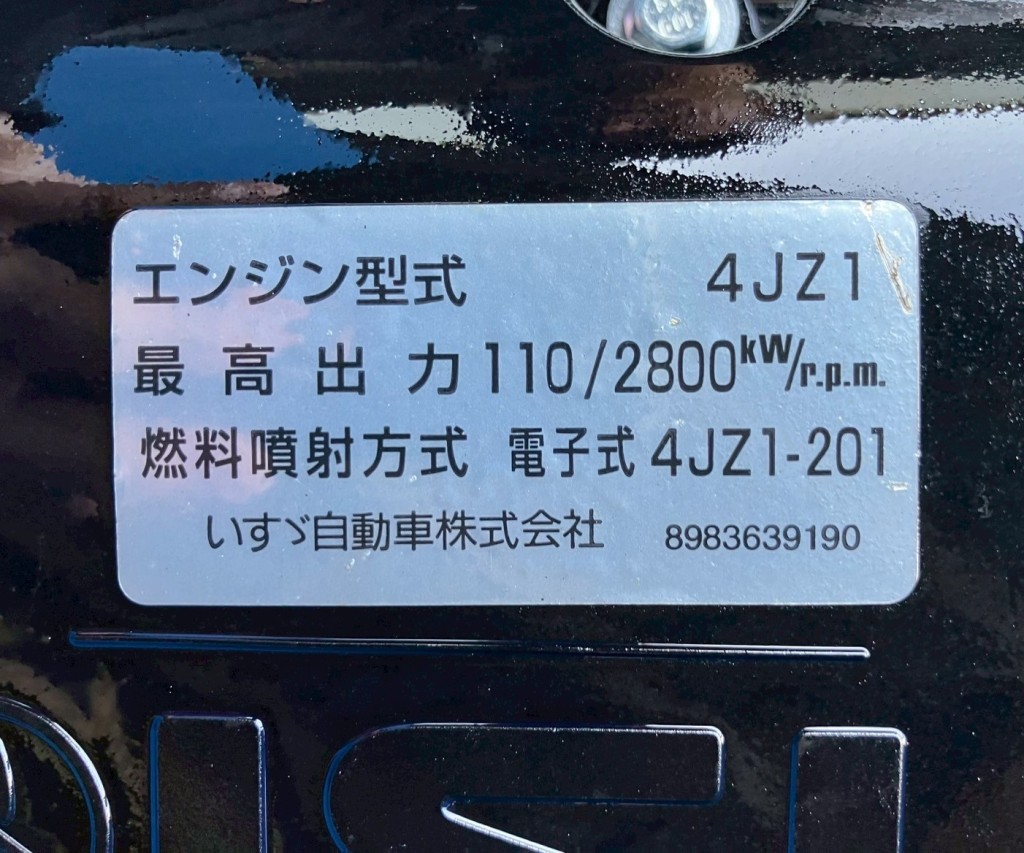 エンジン型式 4JZ1
最高出力 110/2800kW/r.p.m.
燃料噴射方式 電子式 4JZ1-201
いすゞ自動車株式会社 8983639190